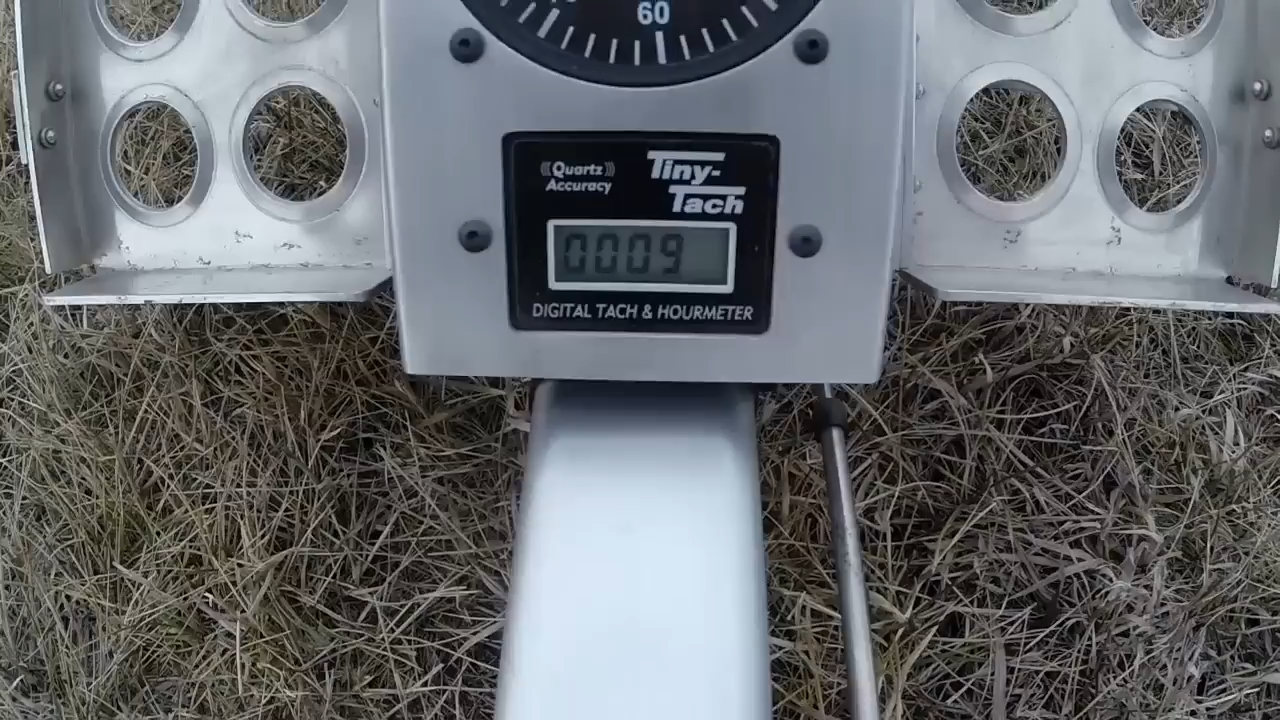 60
Quartz
Accuracy
Tiny-
Tach
0009
DIGITAL TACH & HOURMETER